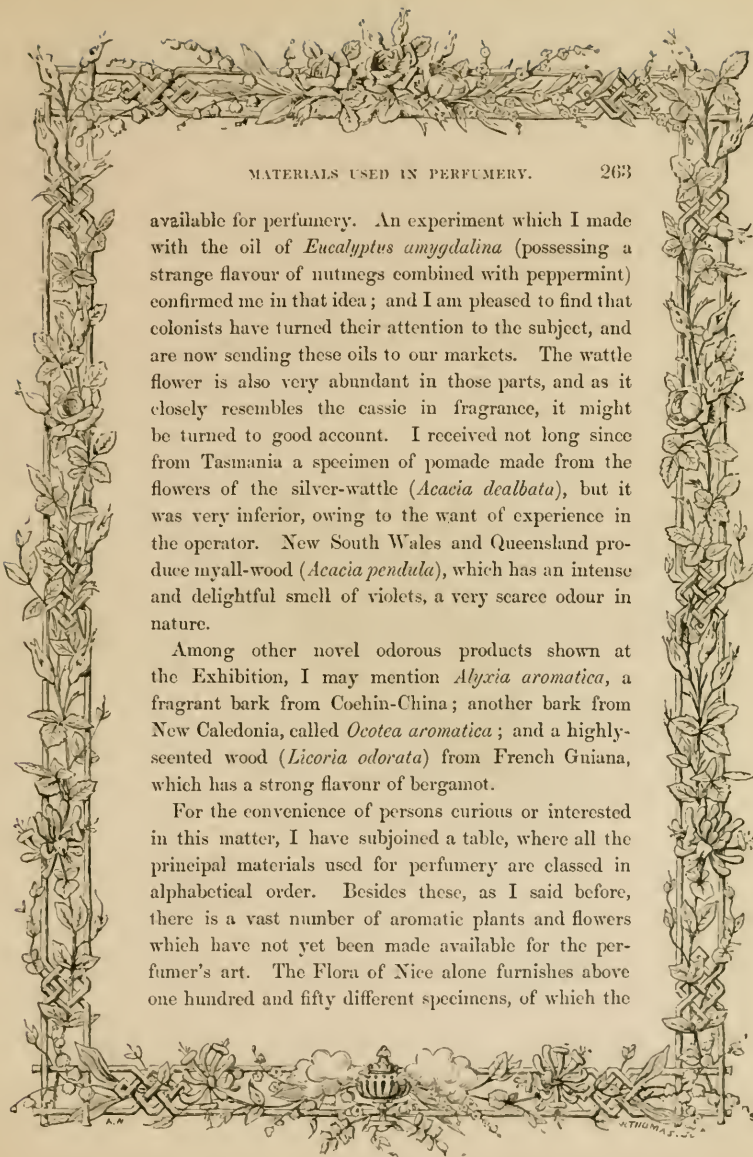 MATERIALS USED IN PERFUMERY. 263
available for perfumery. An experiment which I made
with the oil of Eucalyptus amygdalina (possessing a
strange flavour of nutmegs combined with peppermint)
confirmed me in that idea; and I am pleased to find that
colonists have turned their attention to the subject, and
are now sending these oils to our markets. The wattle
flower is also very abundant in those parts, and as it
closely resembles the cassie in fragrance, it might
be turned to good account. I received not long since
from Tasmania a specimen of pomade made from the
flowers of the silver-wattle (Acacia dealbata), but it
was very inferior, owing to the want of experience in
the operator. New South Wales and Queensland pro-
duce myall-wood (Acacia pendula), which has an intense
and delightful smell of violets, a very scarce odour in
nature.
Among other novel odorous products shown at
the Exhibition, I may mention Alyxia aromatica, a
fragrant bark from Cochin-China; another bark from
New Caledonia, called Ocotea aromatica; and a highly-
scented wood (Licoria odorata) from French Guiana,
which has a strong flavour of bergamot.
For the convenience of persons curious or interested
in this matter, I have subjoined a table, where all the
principal materials used for perfumery are classed in
alphabetical order. Besides these, as I said before,
there is a vast number of aromatic plants and flowers
which have not yet been made available for the per-
fumer's art. The Flora of Nice alone furnishes above
one hundred and fifty different specimens, of which the
THOMAS.